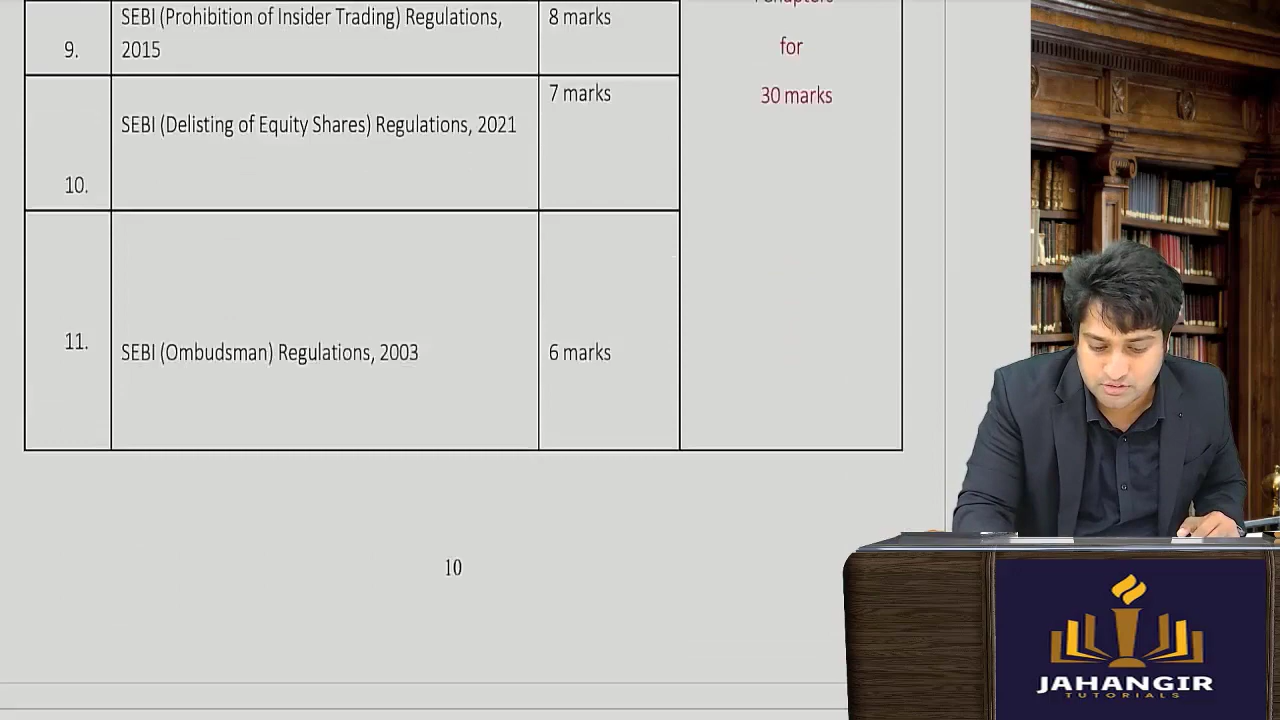 SEBI (Prohibition of Insider Trading) Regulations,
8 marks
9.
2015
for
30 marks
7 marks
SEBI (Delisting of Equity Shares) Regulations, 2021
10.
11.
SEBI (Ombudsman) Regulations, 2003
6 marks
10
JAHANGIR
TUTORIALS